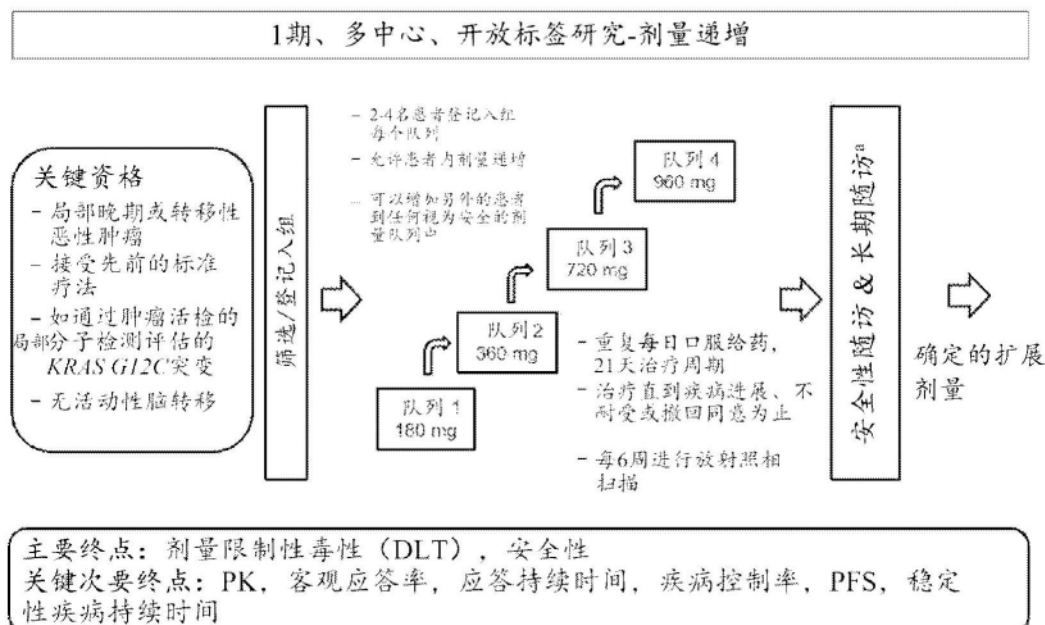 1期、多中心、开放标签研究-剂量递增
关键资格
- 局部晚期或转移性
恶性肿瘤
- 接受先前的标准
疗法
- 如通过肿瘤活检的
局部分子检测评估的
KRAS G12C突变
- 无活动性脑转移
筛选/登记入组
- 2-4名患者登记入组
每个队列
- 允许患者内剂量递增
- 可以增加另外的患者
到任何视为安全的剂
量队列中
队列 1
180 mg
队列 2
360 mg
队列 3
720 mg
队列 4
960 mg
- 重复每日口服给药,
21天治疗周期
- 治疗直到疾病进展、不
耐受或撤回同意为止
- 每6周进行放射照相
扫描
安全性随访 & 长期随访a
确定的扩展
剂量
主要终点：剂量限制性毒性（DLT）, 安全性
关键次要终点：PK, 客观应答率, 应答持续时间, 疾病控制率, PFS, 稳定
性疾病持续时间